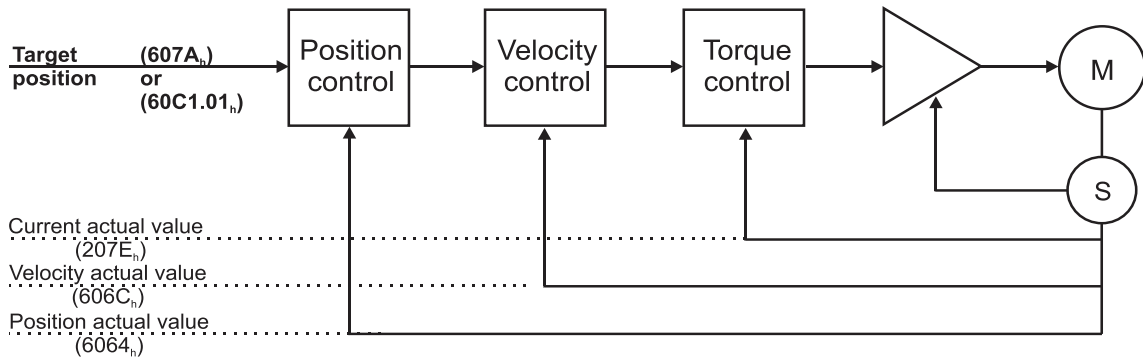 Target (607Aₕ)
position or
(60C1.01ₕ)
Position
control
Velocity
control
Torque
control
M
S
Current actual value
(207Eₕ)
Velocity actual value
(606Cₕ)
Position actual value
(6064ₕ)